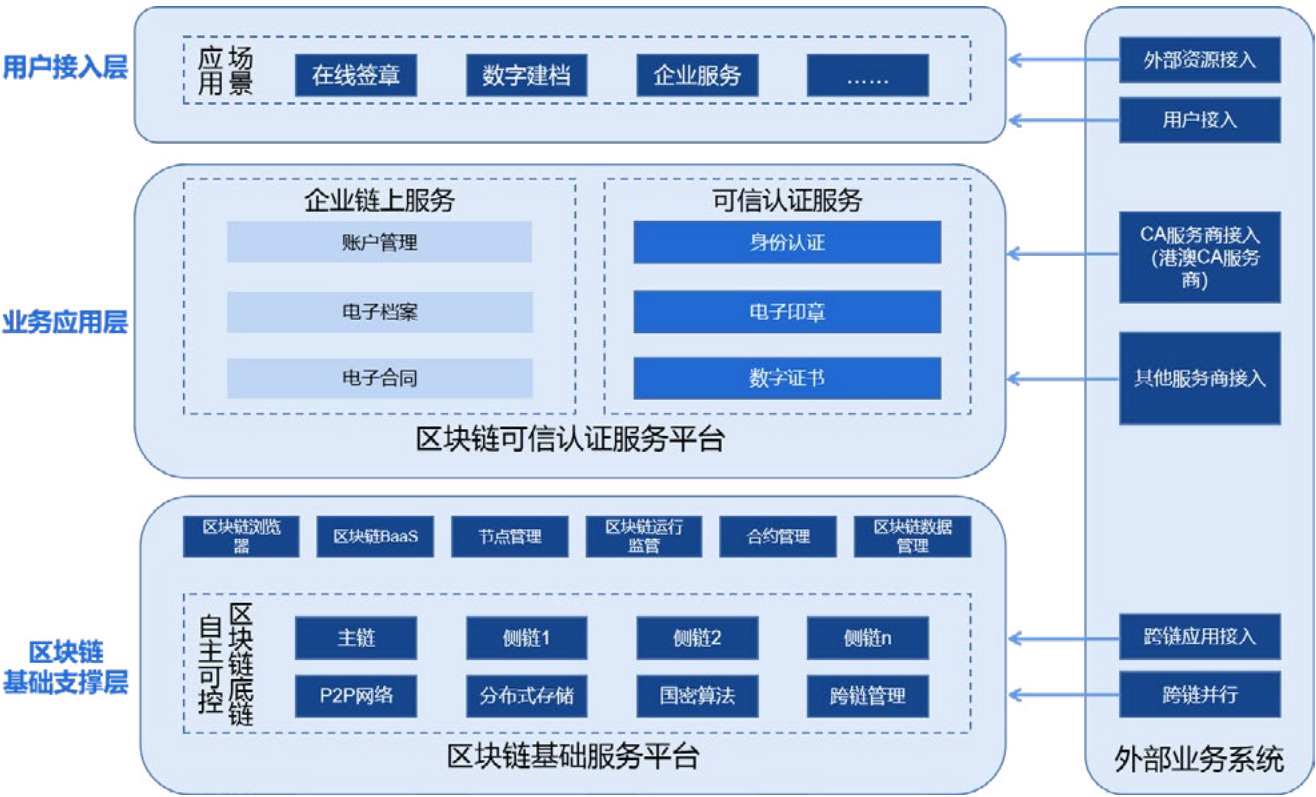 用户接入层
应用
场景
在线签章
数字建档
企业服务
……
外部资源接入
用户接入
业务应用层
企业链上服务
账户管理
电子档案
电子合同
可信认证服务
身份认证
电子印章
数字证书
区块链可信认证服务平台
CA服务商接入
(港澳CA服务
商)
其他服务商接入
区块链
基础支撑层
区块链浏览
器
区块链BaaS
节点管理
区块链运行
监管
合约管理
区块链数据
管理
自主可控
区块链底链
主链
侧链1
侧链2
侧链n
P2P网络
分布式存储
国密算法
跨链管理
区块链基础服务平台
跨链应用接入
跨链并行
外部业务系统